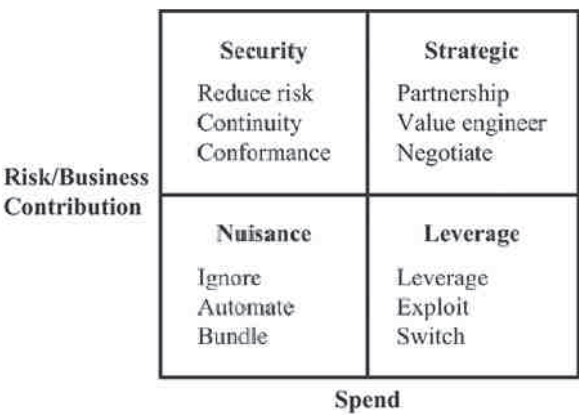 Security
Reduce risk
Continuity
Conformance
Strategic
Partnership
Value engineer
Negotiate
Risk/Business
Contribution
Nuisance
Ignore
Automate
Bundle
Leverage
Leverage
Exploit
Switch
Spend